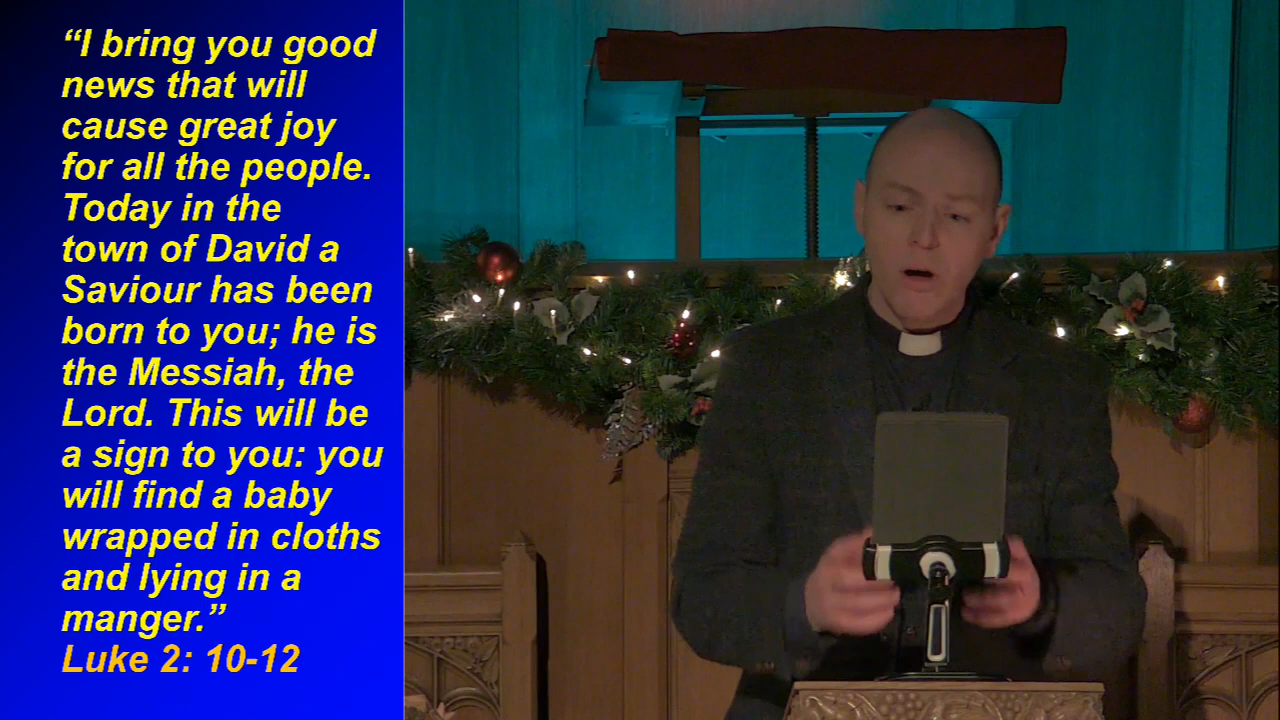 “I bring you good
news that will
cause great joy
for all the people.
Today in the
town of David a
Saviour has been
born to you; he is
the Messiah, the
Lord. This will be
a sign to you: you
will find a baby
wrapped in cloths
and lying in a
manger.”
Luke 2: 10-12